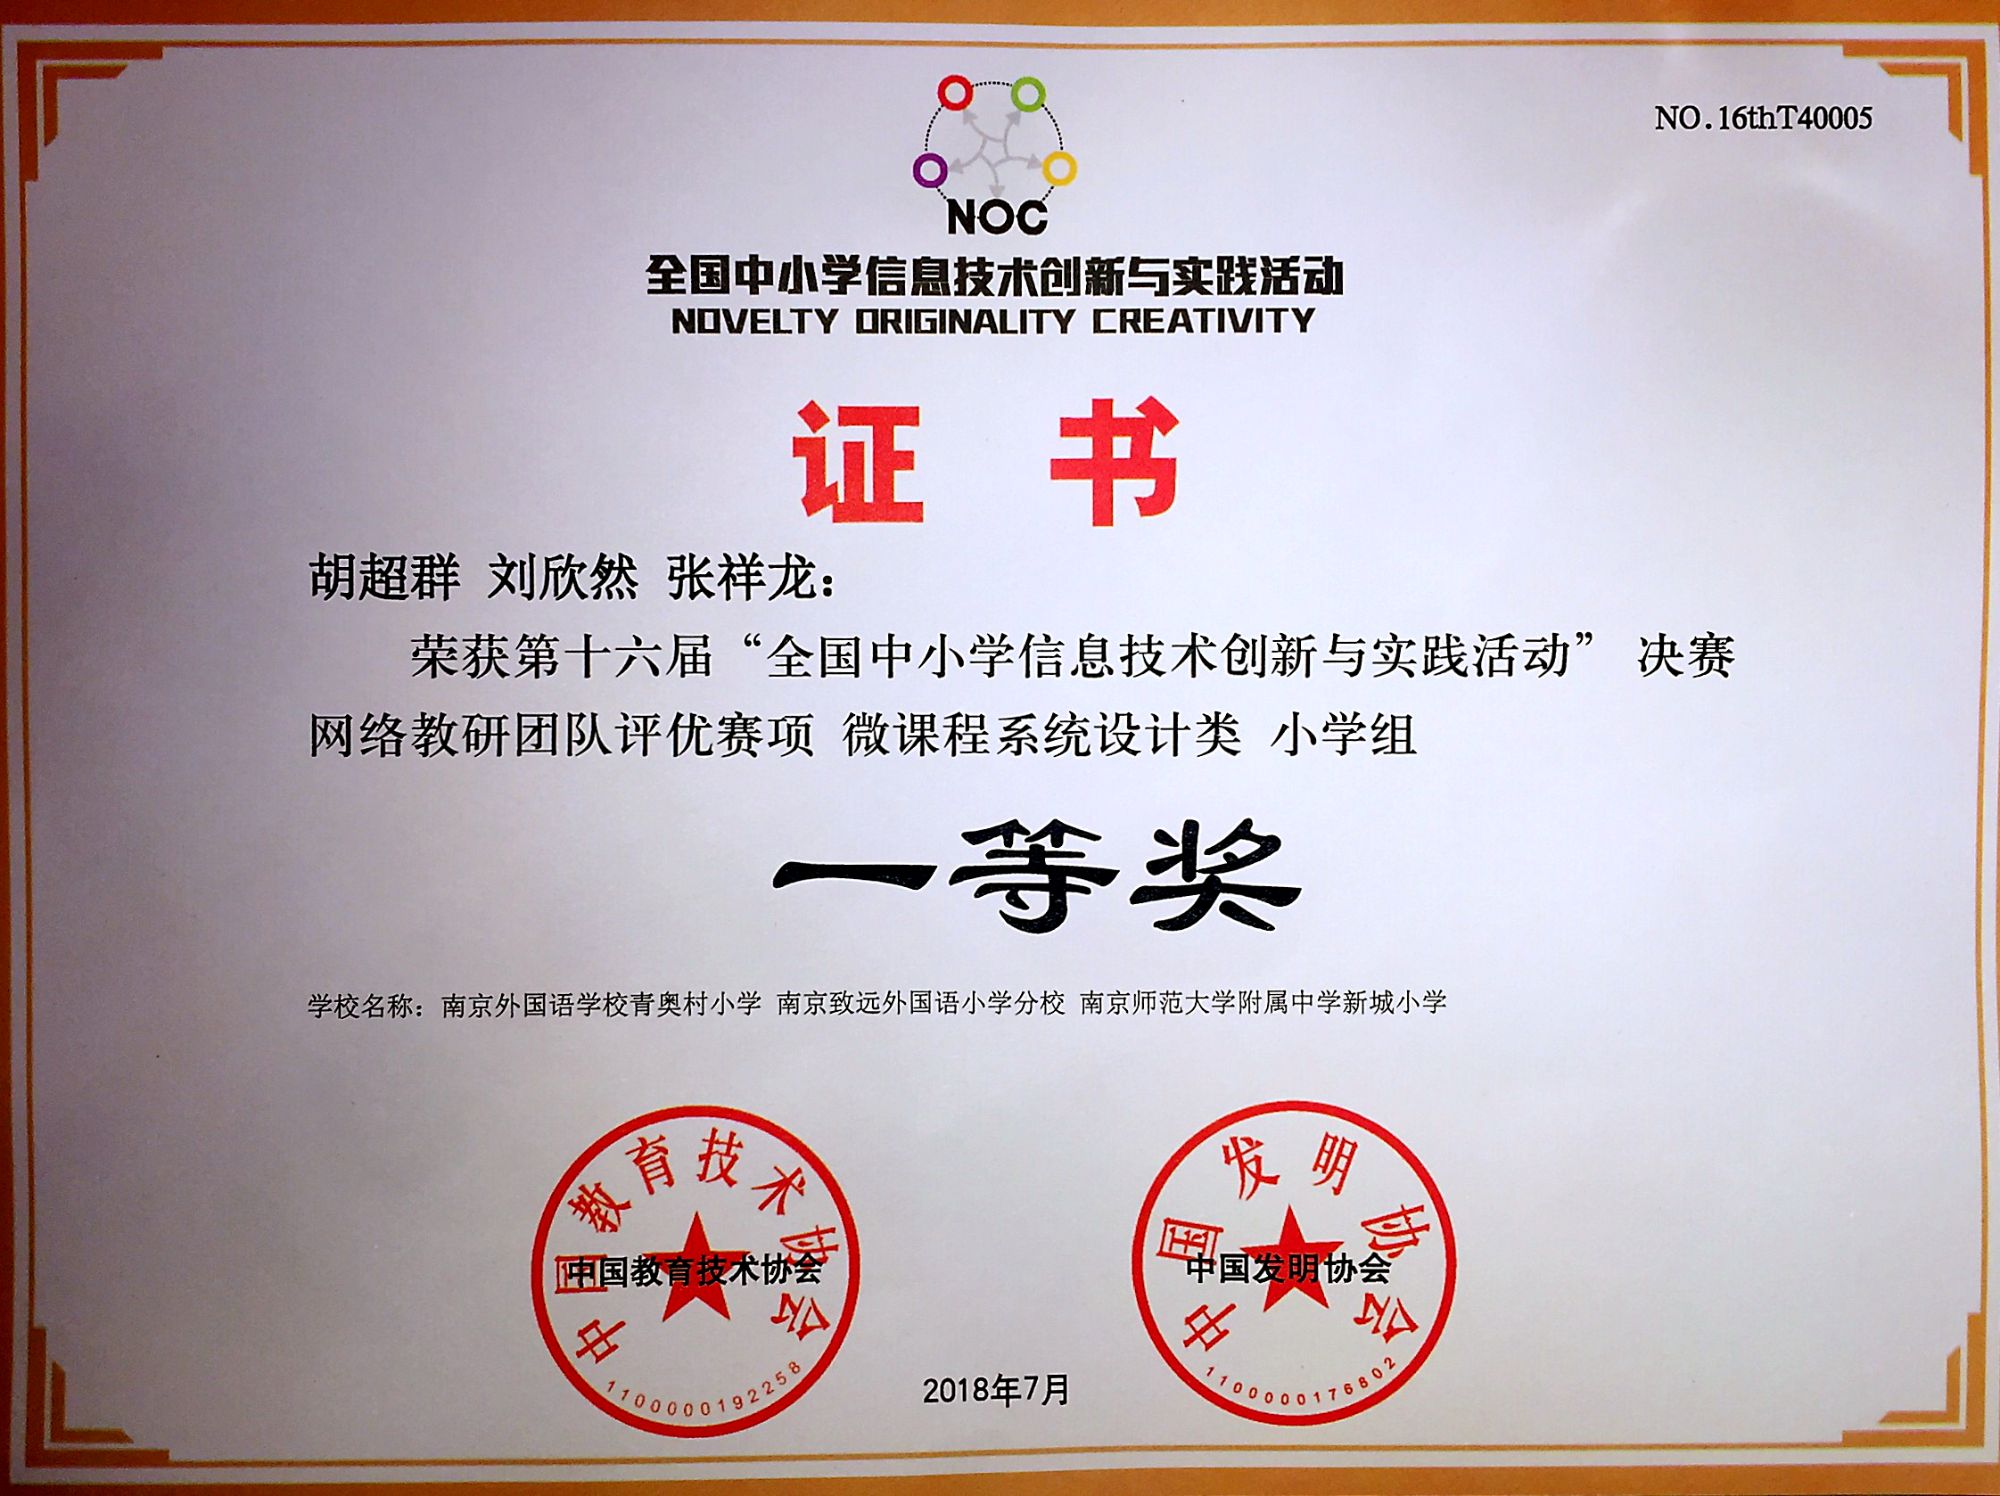 NO.16thT40005
NOC
全国中小学信息技术创新与实践活动
NOVELTY ORIGINALITY CREATIVITY
证 书
胡超群 刘欣然 张祥龙：
荣获第十六届“全国中小学信息技术创新与实践活动” 决赛
网络教研团队评优赛项 微课程系统设计类 小学组
一等奖
学校名称：南京外国语学校青奥村小学 南京致远外国语小学分校 南京师范大学附属中学新城小学
中国教育技术协会
中国教育技术协会
1100000192258
中国发明协会
中国发明协会
1100000176802
2018年7月